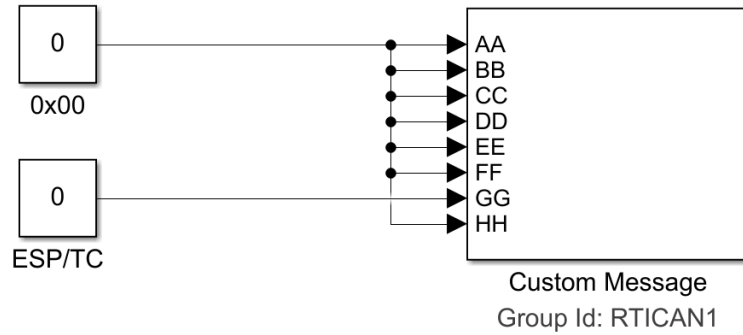 0
0x00
0
ESP/TC
AA
BB
CC
DD
EE
FF
GG
HH
Custom Message
Group Id: RTICAN1